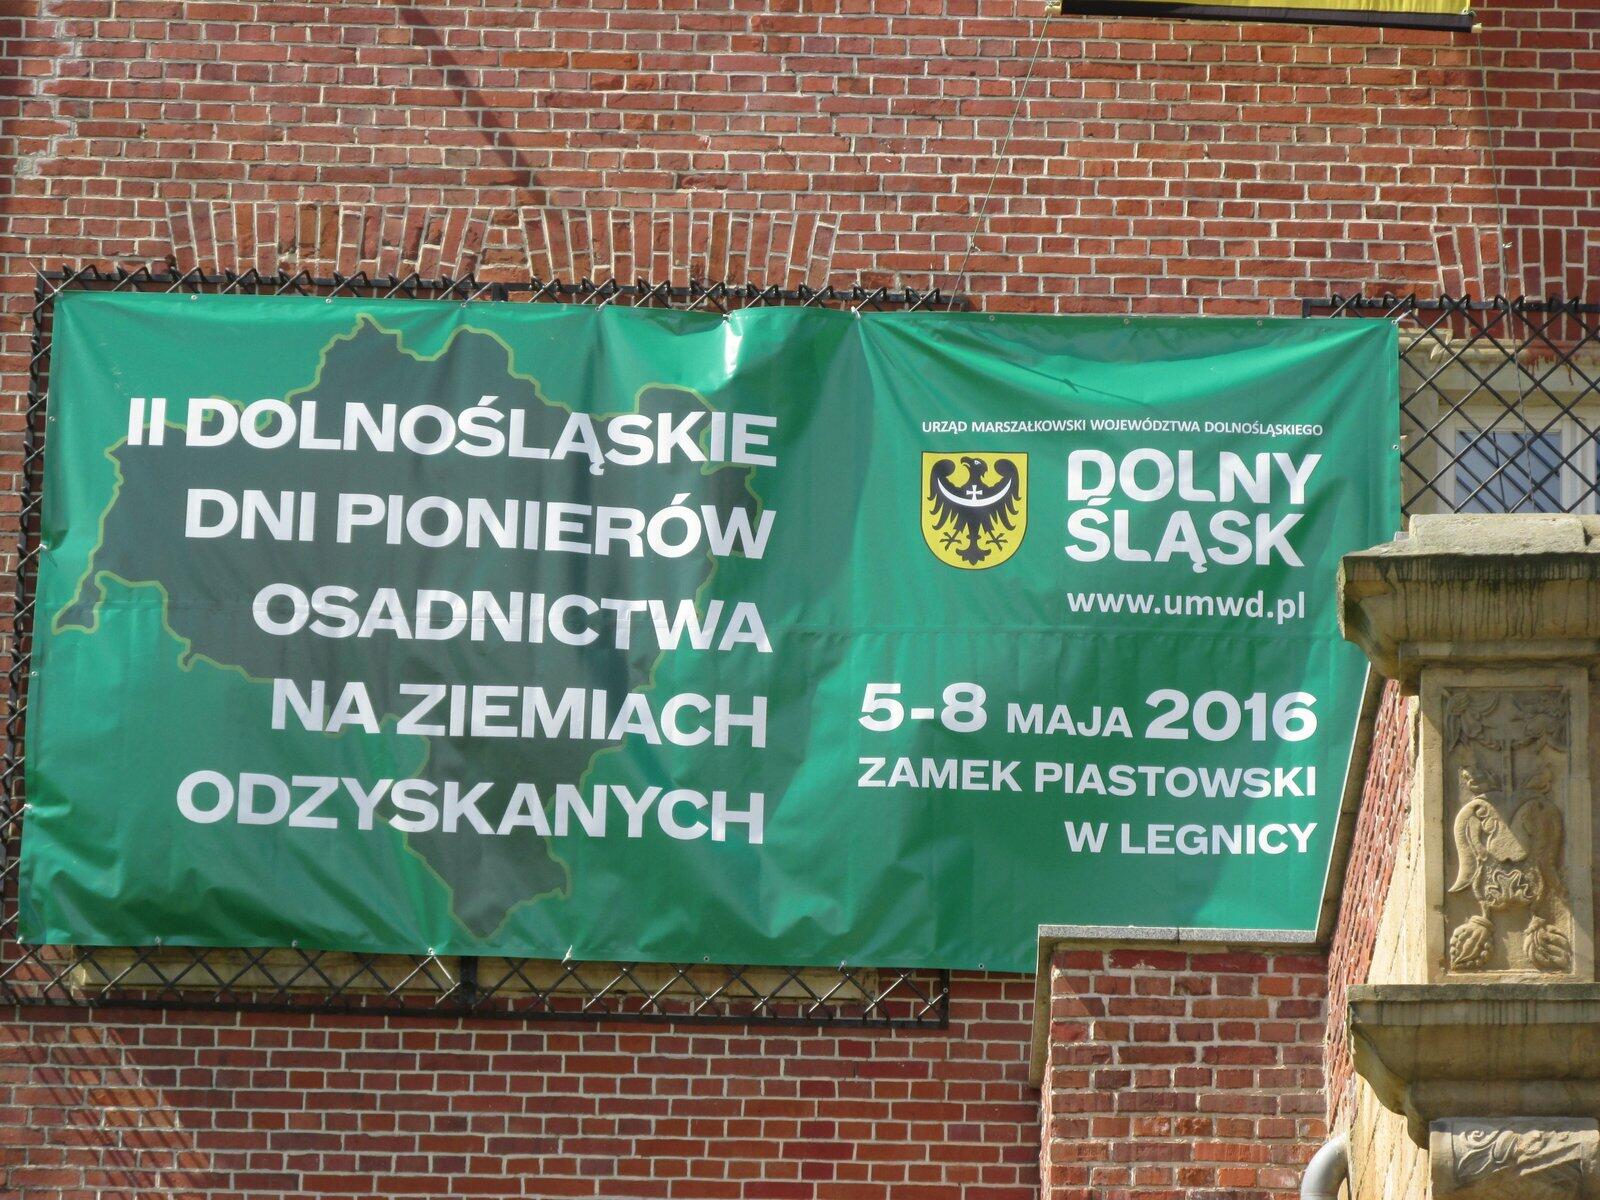 II DOLNOŚLĄSKIE
DNI PIONIERÓW
OSADNICTWA
NA ZIEMIACH
ODZYSKANYCH
URZĄD MARSZAŁKOWSKI WOJEWÓDZTWA DOLNOŚLĄSKIEGO
DOLNY
ŚLĄSK
www.umwd.pl
5-8 MAJA 2016
ZAMEK PIASTOWSKI
W LEGNICY